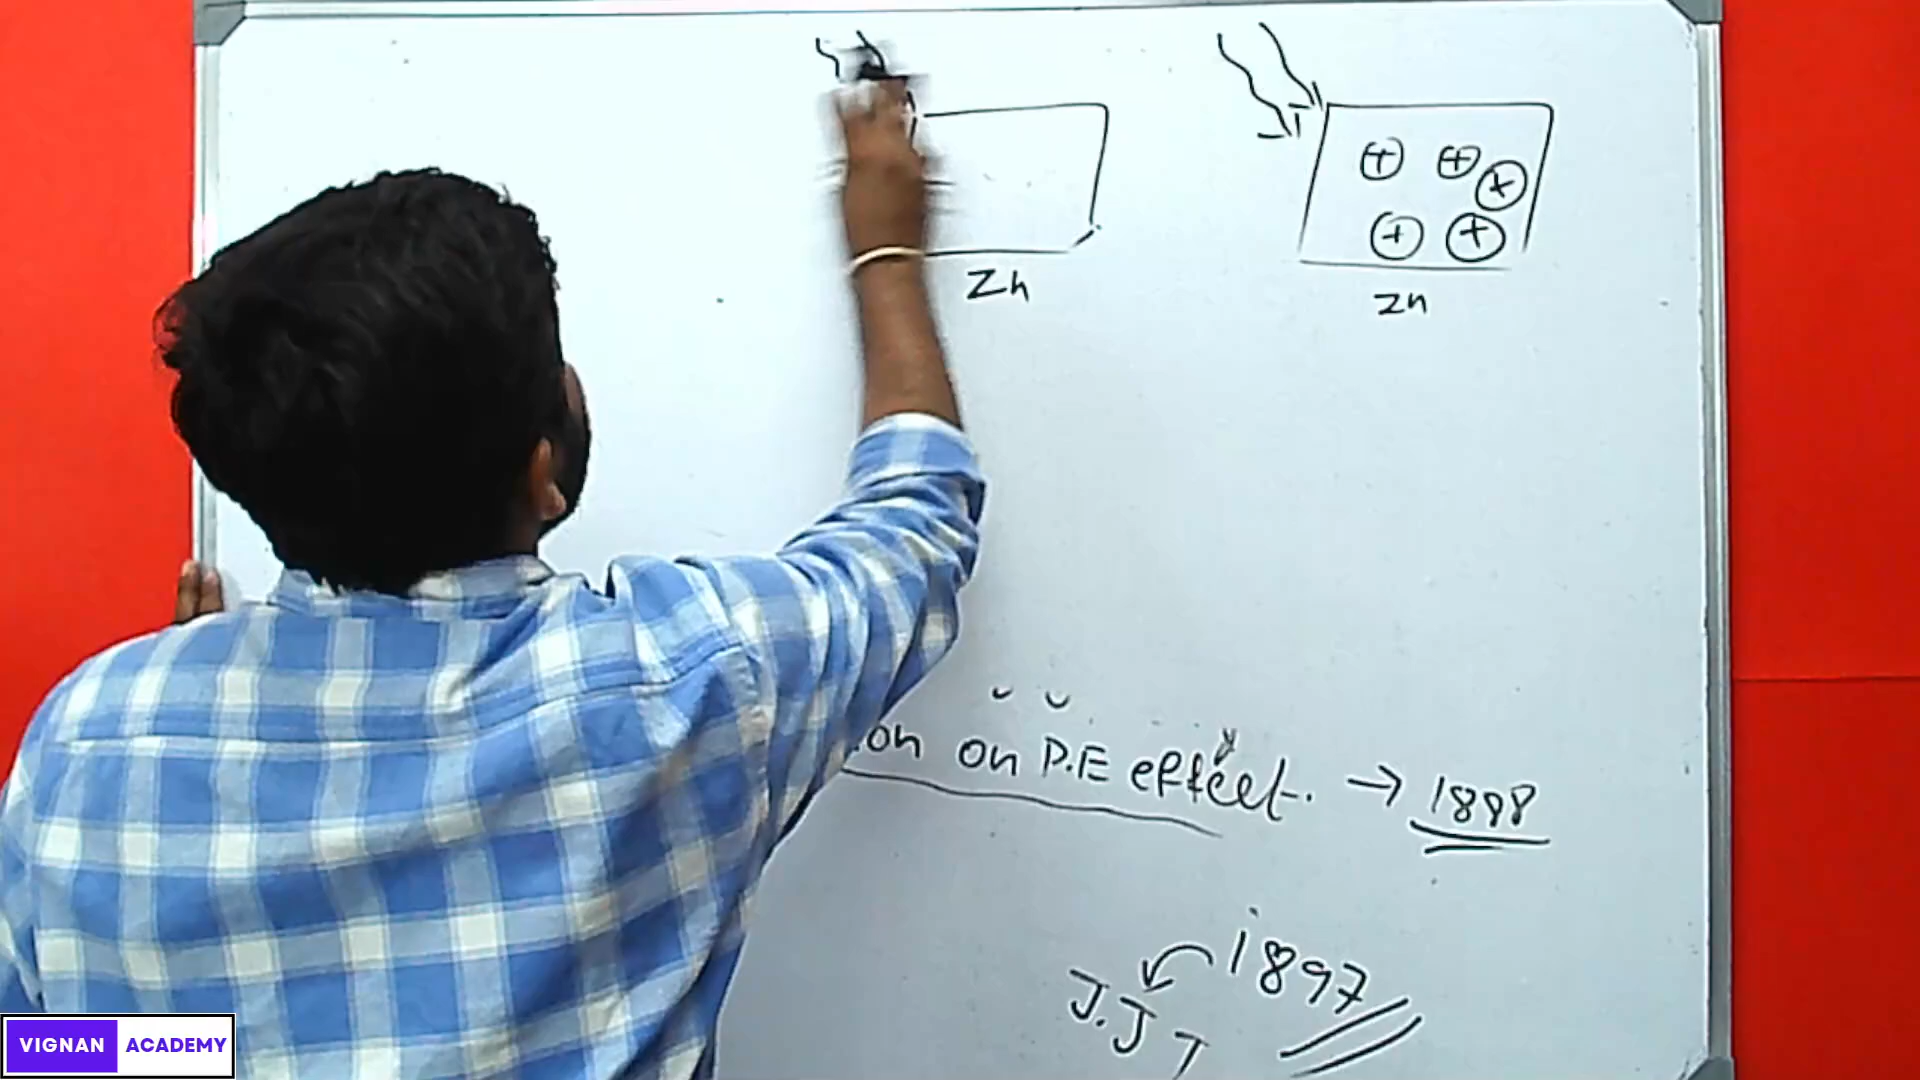 Zn
+ +
+
+ +
Zn
on P.E effect. → 1898
1897
J.J T
VIGNAN ACADEMY